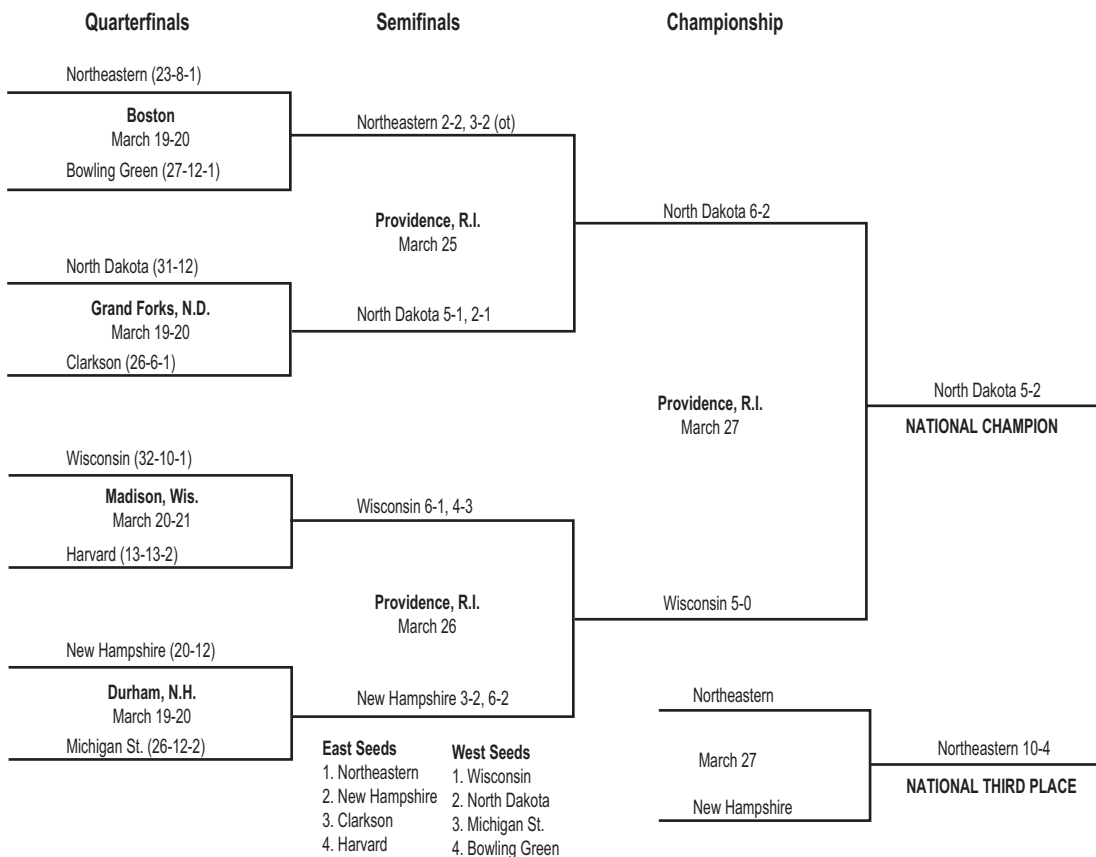 Quarterfinals
Semifinals
Championship
Northeastern (23-8-1)
Boston
March 19-20
Bowling Green (27-12-1)
North Dakota (31-12)
Grand Forks, N.D.
March 19-20
Clarkson (26-6-1)
Wisconsin (32-10-1)
Madison, Wis.
March 20-21
Harvard (13-13-2)
New Hampshire (20-12)
Durham, N.H.
March 19-20
Michigan St. (26-12-2)
Northeastern 2-2, 3-2 (ot)
Providence, R.I.
March 25
North Dakota 5-1, 2-1
Wisconsin 6-1, 4-3
Providence, R.I.
March 26
New Hampshire 3-2, 6-2
North Dakota 6-2
Providence, R.I.
March 27
Wisconsin 5-0
North Dakota 5-2
NATIONAL CHAMPION
East Seeds
1. Northeastern
2. New Hampshire
3. Clarkson
4. Harvard
West Seeds
1. Wisconsin
2. North Dakota
3. Michigan St.
4. Bowling Green
Northeastern
March 27
New Hampshire
Northeastern 10-4
NATIONAL THIRD PLACE